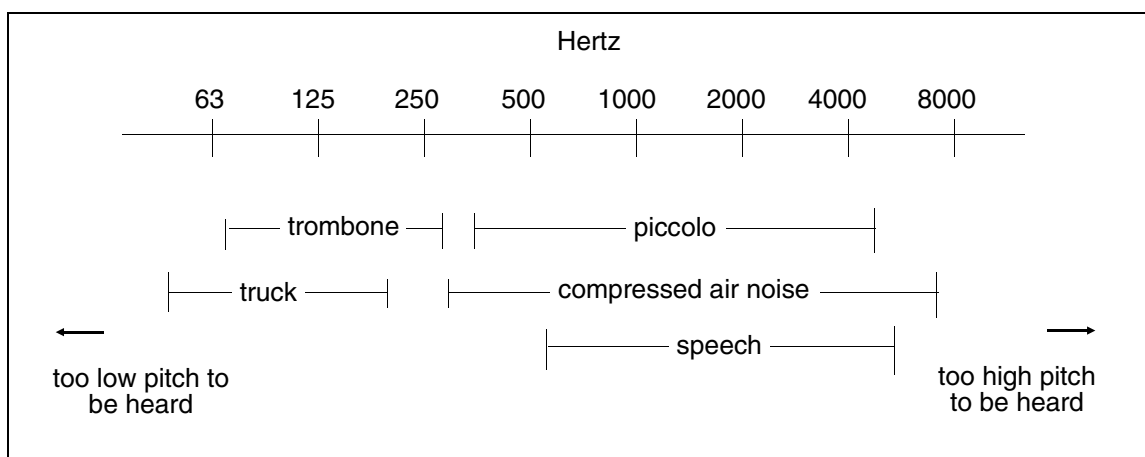 Hertz
63 125 250 500 1000 2000 4000 8000
trombone piccolo
truck compressed air noise
speech
too low pitch to
be heard
too high pitch
to be heard